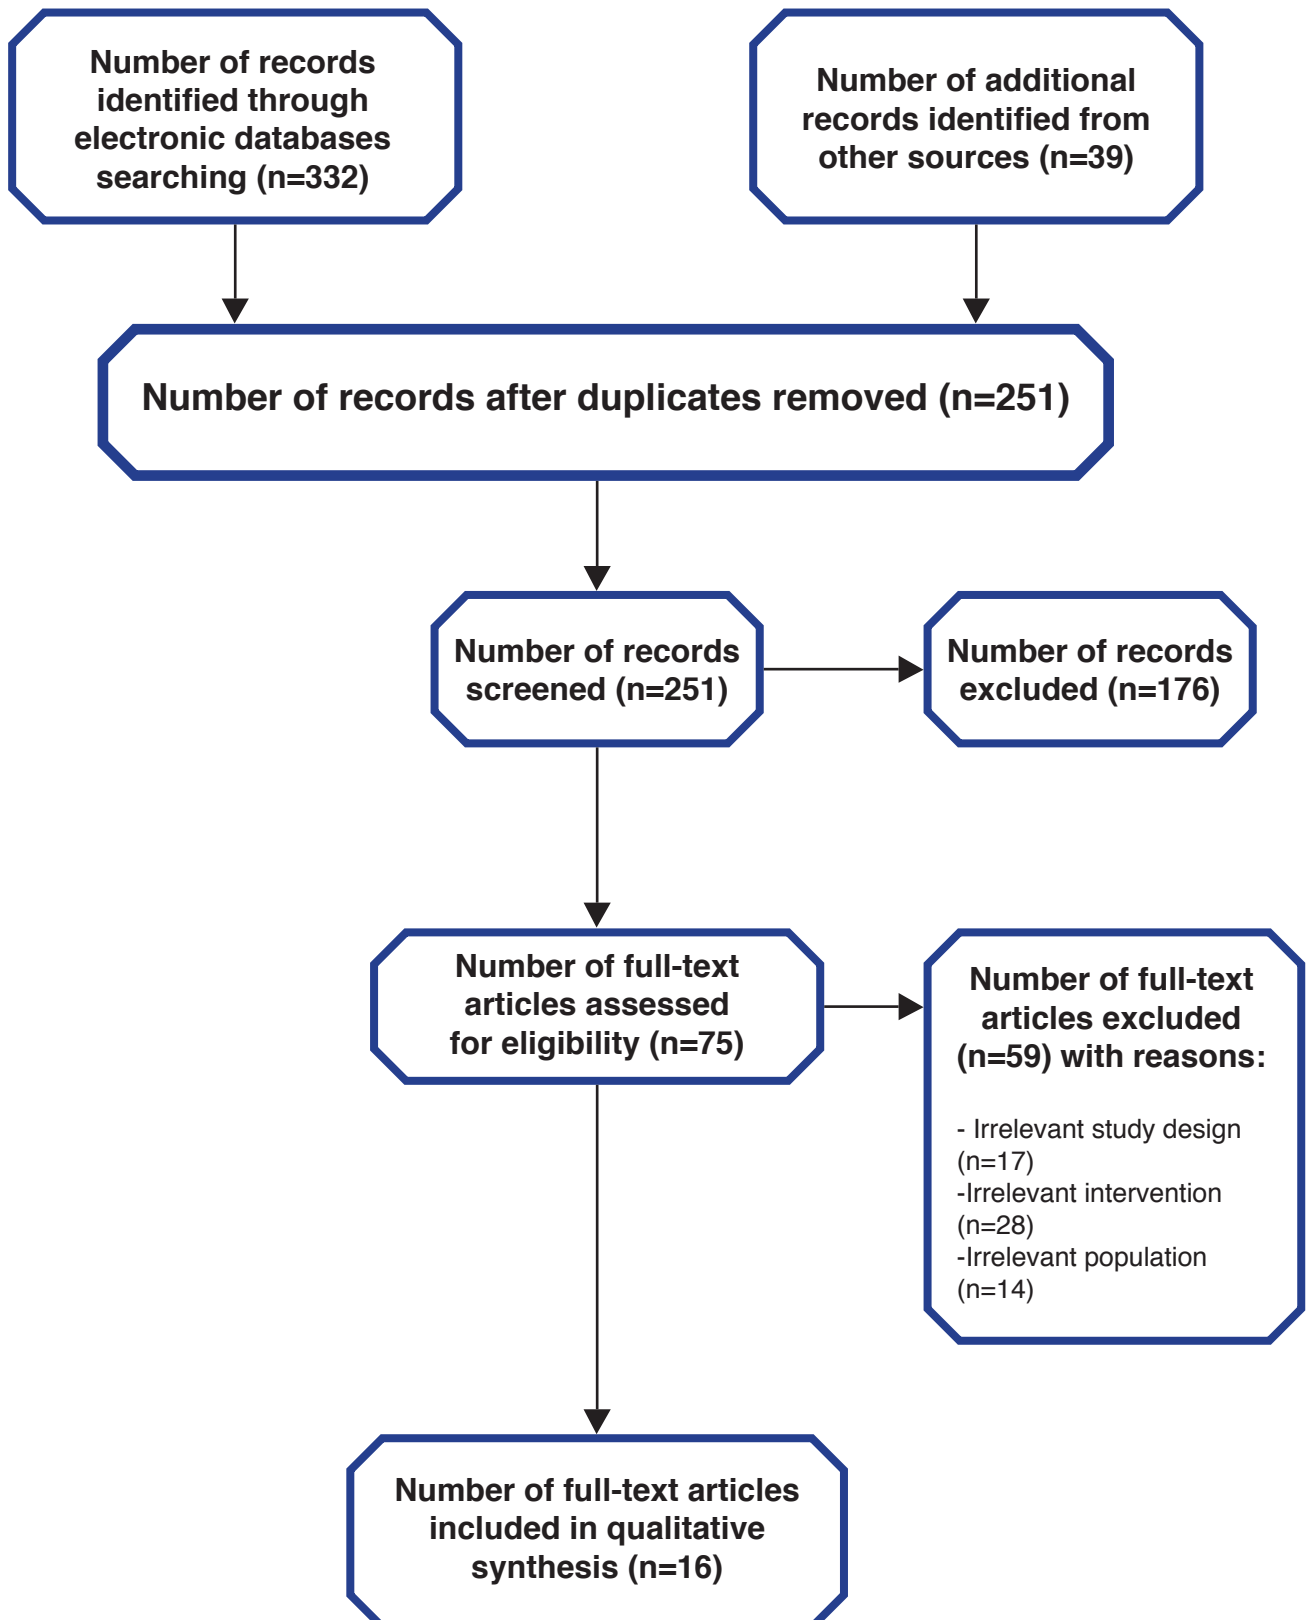 Number of records
identified through
electronic databases
searching (n=332)
Number of additional
records identified from
other sources (n=39)
Number of records after duplicates removed (n=251)
Number of records
screened (n=251)
Number of records
excluded (n=176)
Number of full-text
articles assessed
for eligibility (n=75)
Number of full-text
articles excluded
(n=59) with reasons:
- Irrelevant study design
(n=17)
-Irrelevant intervention
(n=28)
-Irrelevant population
(n=14)
Number of full-text articles
included in qualitative
synthesis (n=16)